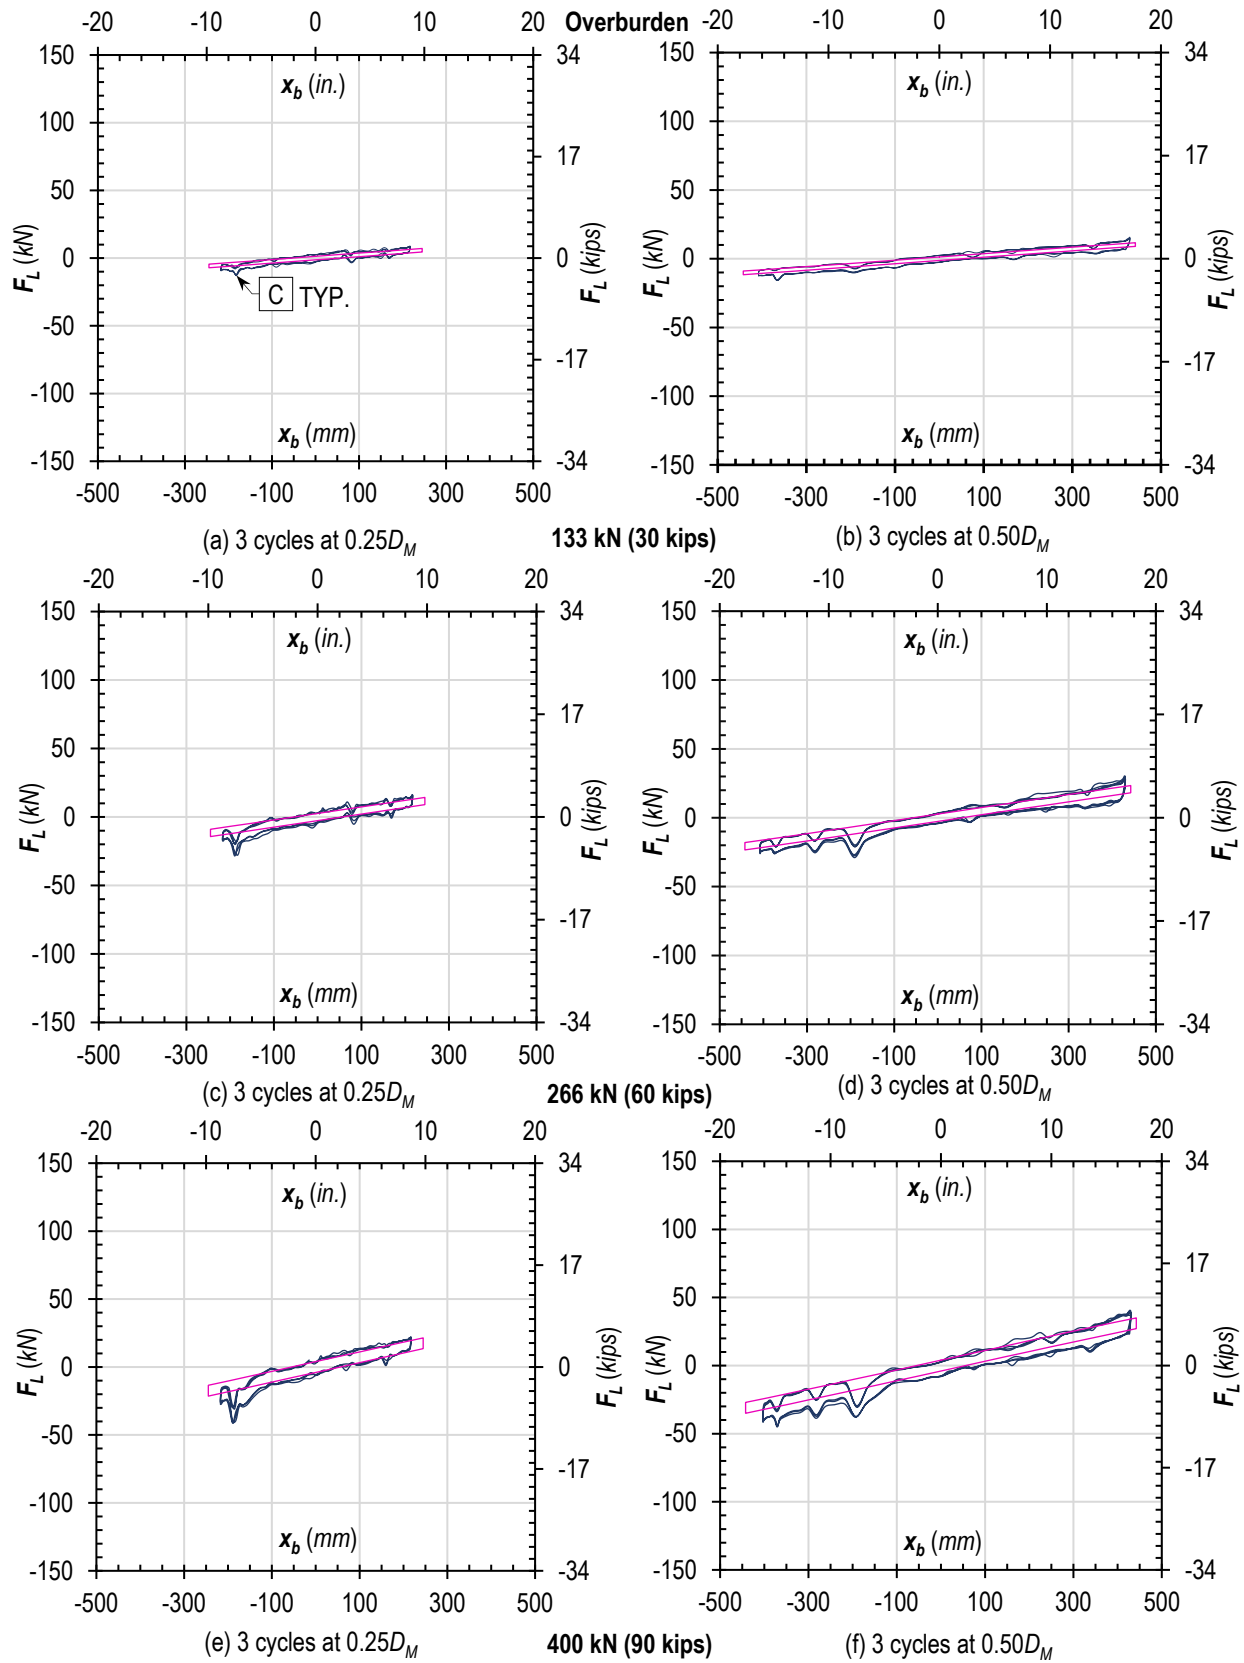 -20 -10 0 10 20 Overburden -20 -10 0 10 20
150 34 150 34
x_b (in.) x_b (in.)
100 100
17 17
50 50
F_L (kN) 0 0 F_L (kips) F_L (kN) 0 0 F_L (kips)
C TYP.
-50 -50
-17 -17
-100 -100
x_b (mm) x_b (mm)
-150 -34 -150 -34
-500 -300 -100 100 300 500 -500 -300 -100 100 300 500
(a) 3 cycles at 0.25D_M 133 kN (30 kips) (b) 3 cycles at 0.50D_M
-20 -10 0 10 20 -20 -10 0 10 20
150 34 150 34
x_b (in.) x_b (in.)
100 100
17 17
50 50
F_L (kN) 0 0 F_L (kips) F_L (kN) 0 0 F_L (kips)
-50 -50
-17 -17
-100 -100
x_b (mm) x_b (mm)
-150 -34 -150 -34
-500 -300 -100 100 300 500 -500 -300 -100 100 300 500
(c) 3 cycles at 0.25D_M 266 kN (60 kips) (d) 3 cycles at 0.50D_M
-20 -10 0 10 20 -20 -10 0 10 20
150 34 150 34
x_b (in.) x_b (in.)
100 100
17 17
50 50
F_L (kN) 0 0 F_L (kips) F_L (kN) 0 0 F_L (kips)
-50 -50
-17 -17
-100 -100
x_b (mm) x_b (mm)
-150 -34 -150 -34
-500 -300 -100 100 300 500 -500 -300 -100 100 300 500
(e) 3 cycles at 0.25D_M 400 kN (90 kips) (f) 3 cycles at 0.50D_M